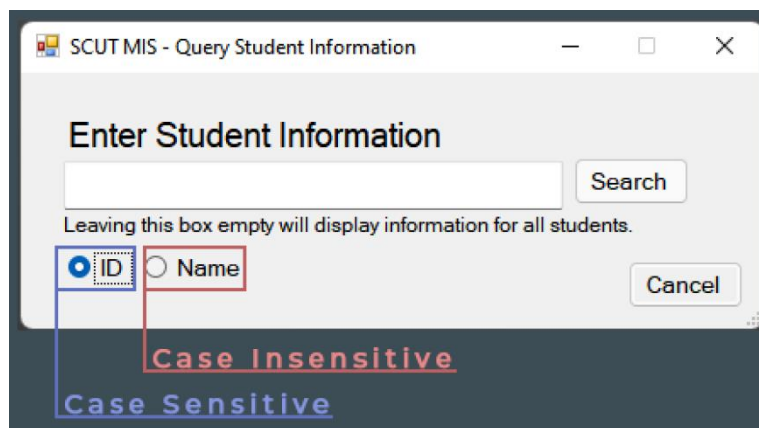 SCUT MIS - Query Student Information
Enter Student Information
Search
Leaving this box empty will display information for all students.
ID Name
Cancel
Case Insensitive
Case Sensitive